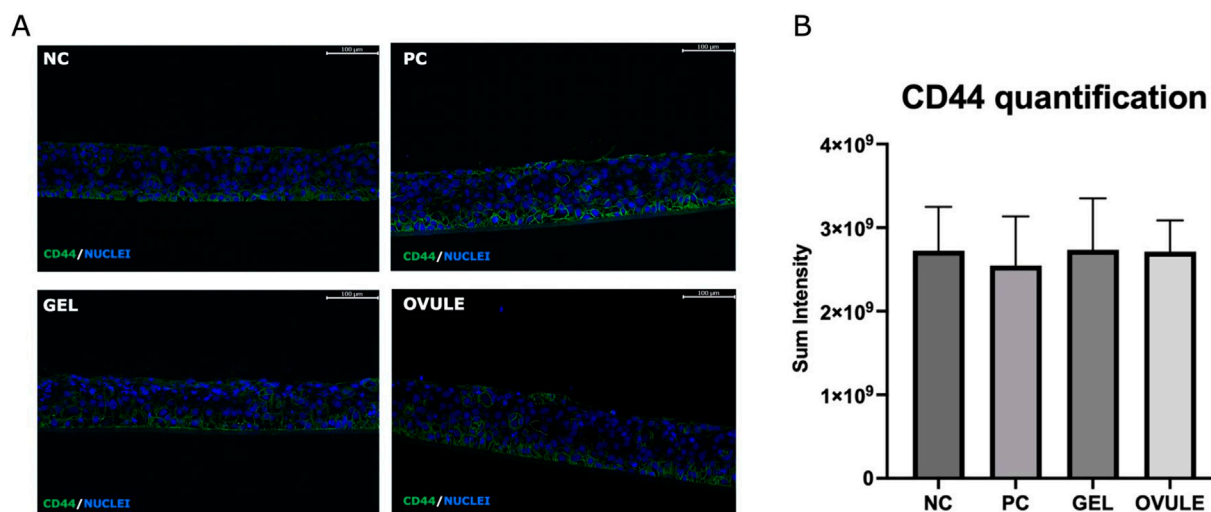 A
NC
100 µm
CD44/NUCLEI
PC
100 µm
CD44/NUCLEI
GEL
100 µm
CD44/NUCLEI
OVULE
100 µm
CD44/NUCLEI
B
CD44 quantification
Sum Intensity
4×10⁹
3×10⁹
2×10⁹
1×10⁹
0
NC PC GEL OVULE